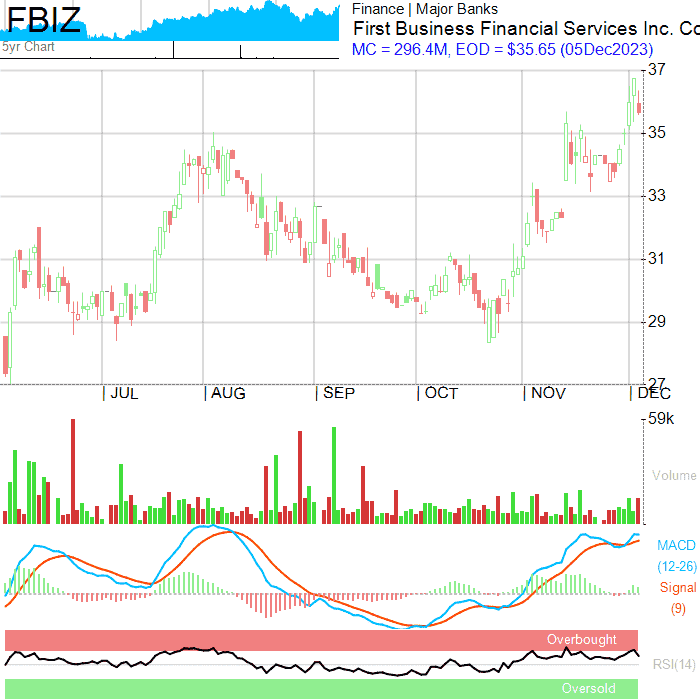 FBIZ
5yr Chart
Finance | Major Banks
First Business Financial Services Inc. Co
MC = 296.4M, EOD = $35.65 (05Dec2023)
37
35
33
31
29
27
| JUL | AUG | SEP | OCT | NOV | DEC
59k
Volume
MACD
(12-26)
Signal
(9)
Overbought
RSI(14)
Oversold